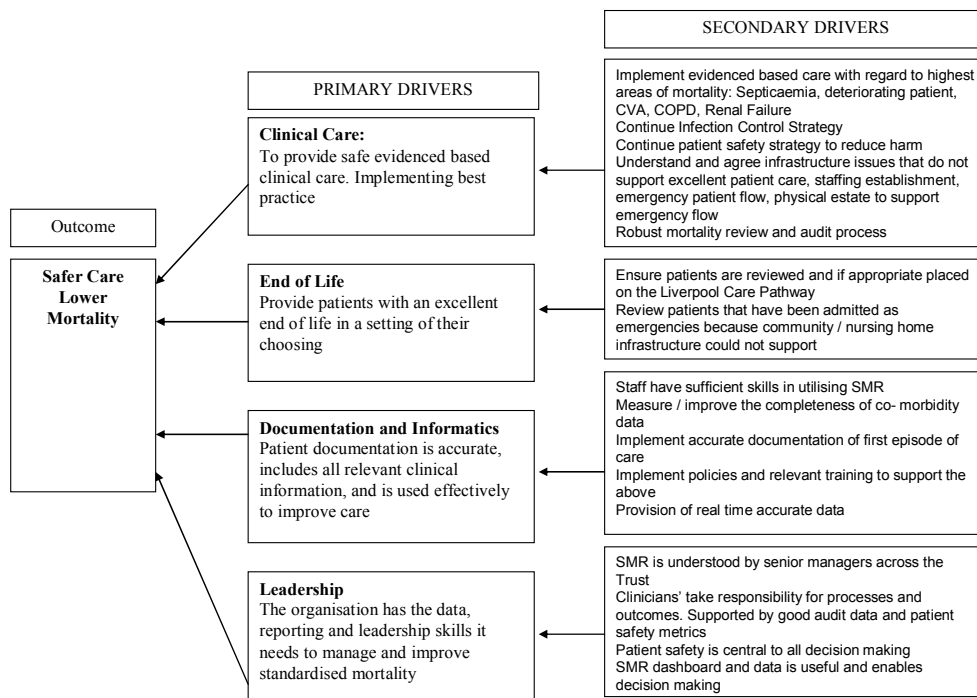 SECONDARY DRIVERS
PRIMARY DRIVERS
Outcome
Safer Care
Lower
Mortality
Clinical Care:
To provide safe evidenced based
clinical care. Implementing best
practice
Implement evidenced based care with regard to highest
areas of mortality: Septicaemia, deteriorating patient,
CVA, COPD, Renal Failure
Continue Infection Control Strategy
Continue patient safety strategy to reduce harm
Understand and agree infrastructure issues that do not
support excellent patient care, staffing establishment,
emergency patient flow, physical estate to support
emergency flow
Robust mortality review and audit process
End of Life
Provide patients with an excellent
end of life in a setting of their
choosing
Ensure patients are reviewed and if appropriate placed
on the Liverpool Care Pathway
Review patients that have been admitted as
emergencies because community / nursing home
infrastructure could not support
Documentation and Informatics
Patient documentation is accurate,
includes all relevant clinical
information, and is used effectively
to improve care
Staff have sufficient skills in utilising SMR
Measure / improve the completeness of co- morbidity
data
Implement accurate documentation of first episode of
care
Implement policies and relevant training to support the
above
Provision of real time accurate data
Leadership
The organisation has the data,
reporting and leadership skills it
needs to manage and improve
standardised mortality
SMR is understood by senior managers across the
Trust
Clinicians' take responsibility for processes and
outcomes. Supported by good audit data and patient
safety metrics
Patient safety is central to all decision making
SMR dashboard and data is useful and enables
decision making